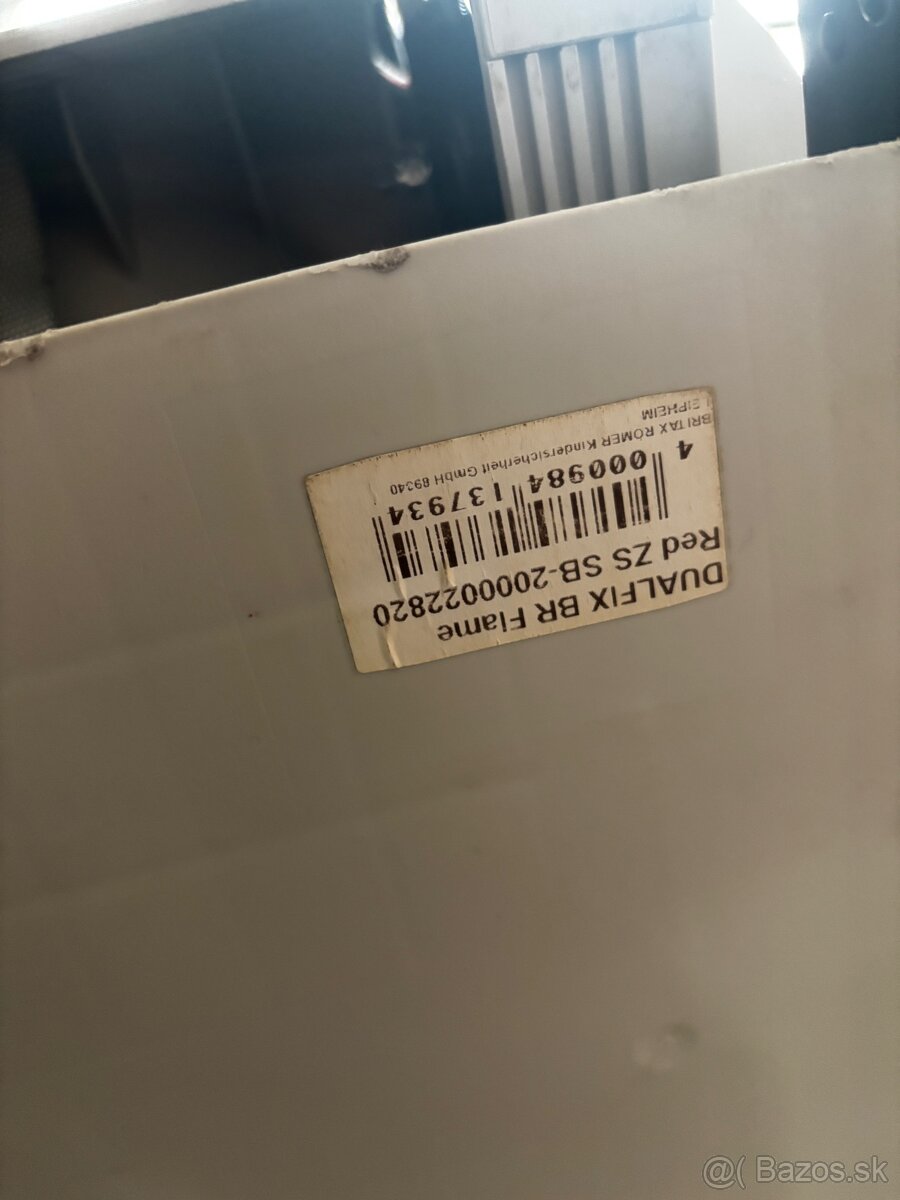 DUALFIX BR Flame
Red ZS SB-2000022820
4 000984 137934
BRITAX RÖMER Kindersicherheit GmbH 89340
LEIPHEIM
@( Bazos.sk